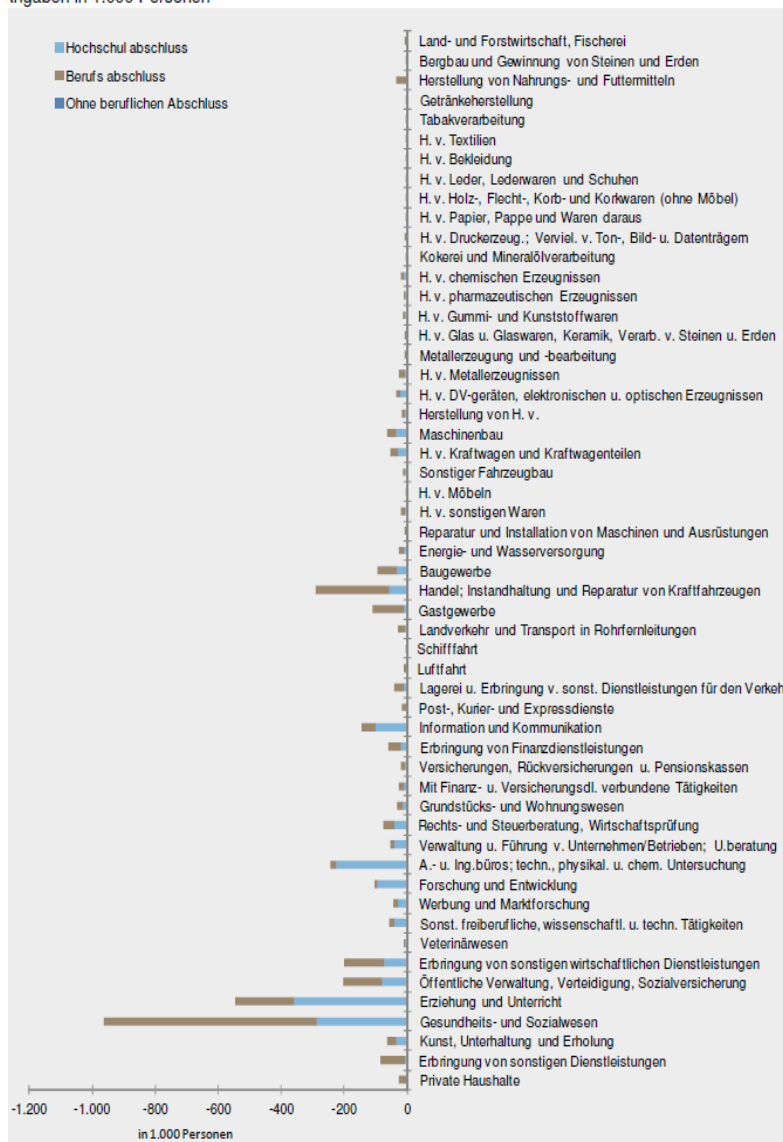 Angaben in 1.000 Personen
Hochschul abschluss
Berufs abschluss
Ohne beruflichen Abschluss
Land- und Forstwirtschaft, Fischerei
Bergbau und Gewinnung von Steinen und Erden
Herstellung von Nahrungs- und Futtermitteln
Getränkeherstellung
Tabakverarbeitung
H. v. Textilien
H. v. Bekleidung
H. v. Leder, Lederwaren und Schuhen
H. v. Holz-, Flecht-, Korb- und Korkwaren (ohne Möbel)
H. v. Papier, Pappe und Waren daraus
H. v. Druckerzeug.; Verviel. v. Ton-, Bild- u. Datenträgern
Kokerei und Mineralölverarbeitung
H. v. chemischen Erzeugnissen
H. v. pharmazeutischen Erzeugnissen
H. v. Gummi- und Kunststoffwaren
H. v. Glas u. Glaswaren, Keramik, Verarb. v. Steinen u. Erden
Metallerzeugung und -bearbeitung
H. v. Metallerzeugnissen
H. v. DV-geräten, elektronischen u. optischen Erzeugnissen
Herstellung von H. v.
Maschinenbau
H. v. Kraftwagen und Kraftwagenteilen
Sonstiger Fahrzeugbau
H. v. Möbeln
H. v. sonstigen Waren
Reparatur und Installation von Maschinen und Ausrüstungen
Energie- und Wasserversorgung
Baugewerbe
Handel; Instandhaltung und Reparatur von Kraftfahrzeugen
Gastgewerbe
Landverkehr und Transport in Rohrfernleitungen
Schifffahrt
Luftfahrt
Lagerei u. Erbringung v. sonst. Dienstleistungen für den Verkeh
Post-, Kurier- und Expressdienste
Information und Kommunikation
Erbringung von Finanzdienstleistungen
Versicherungen, Rückversicherungen u. Pensionskassen
Mit Finanz- u. Versicherungsdl. verbundene Tätigkeiten
Grundstücks- und Wohnungswesen
Rechts- und Steuerberatung, Wirtschaftsprüfung
Verwaltung u. Führung v. Unternehmen/Betrieben; U.beratung
A.- u. Ing.büros; techn., physikal. u. chem. Untersuchung
Forschung und Entwicklung
Werbung und Marktforschung
Sonst. freiberufliche, wissenschaftl. u. techn. Tätigkeiten
Veterinärwesen
Erbringung von sonstigen wirtschaftlichen Dienstleistungen
Öffentliche Verwaltung, Verteidigung, Sozialversicherung
Erziehung und Unterricht
Gesundheits- und Sozialwesen
Kunst, Unterhaltung und Erholung
Erbringung von sonstigen Dienstleistungen
Private Haushalte
-1.200 -1.000 -800 -600 -400 -200 0
in 1.000 Personen